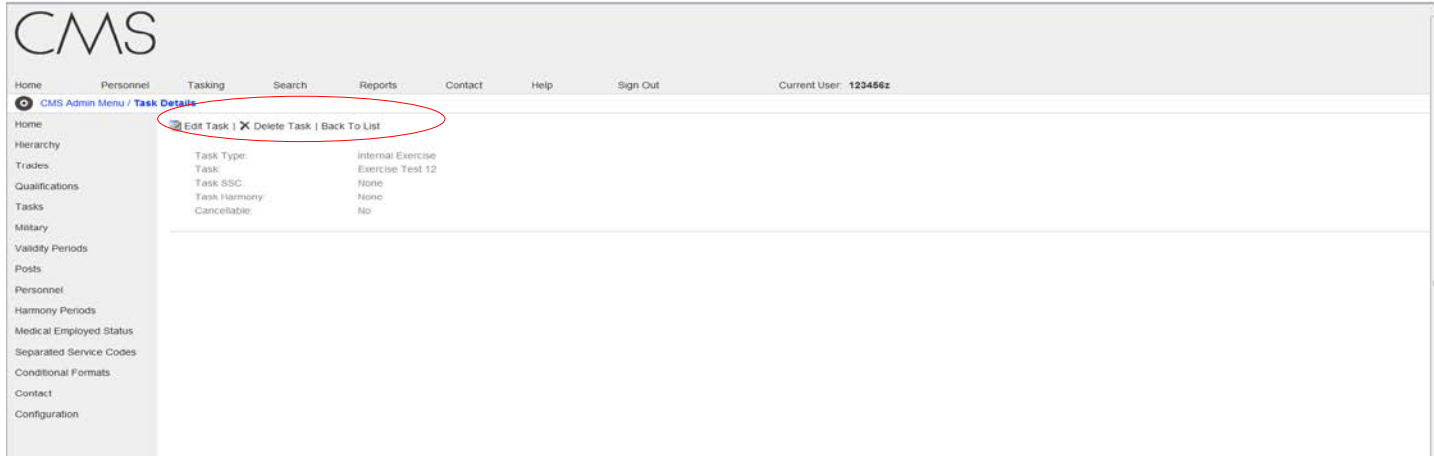 CMS
Home Personnel Tasking Search Reports Contact Help Sign Out Current User: 123456z
CMS Admin Menu / Task Details
Home
Hierarchy
Trades
Qualifications
Tasks
Military
Validity Periods
Posts
Personnel
Harmony Periods
Medical Employed Status
Separated Service Codes
Conditional Formats
Contact
Configuration
Edit Task | Delete Task | Back To List
Task Type: Internal Exercise
Task: Exercise Test 12
Task SSC: None
Task Harmony: None
Cancellable: No